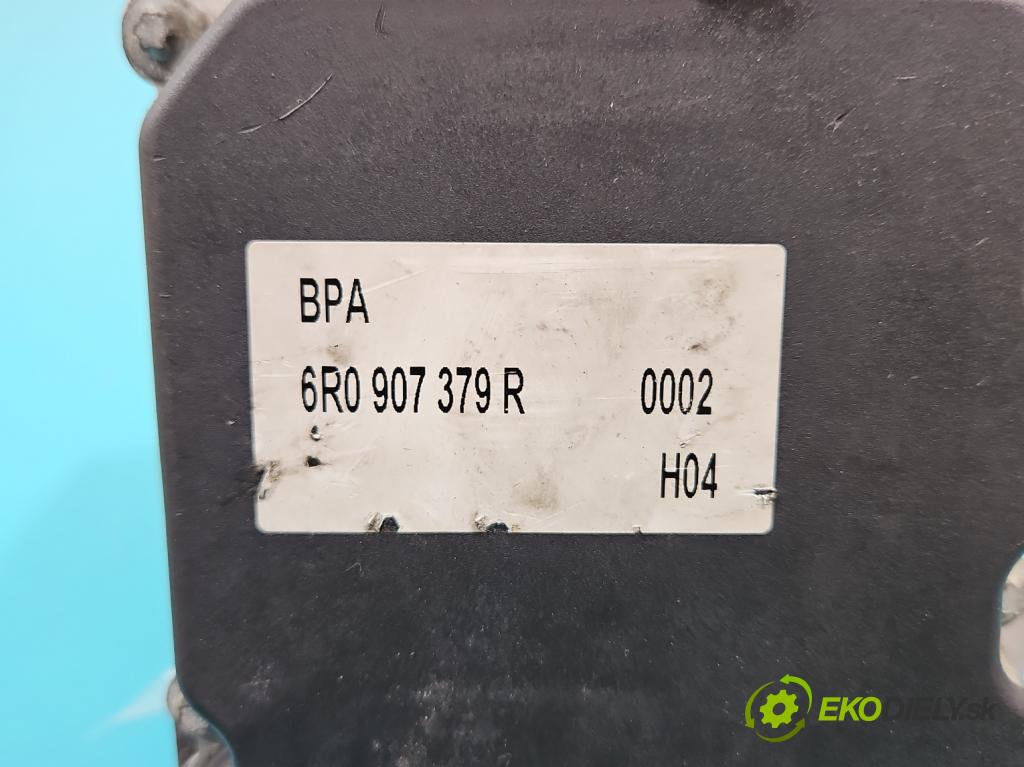 BPA
6R0 907 379 R 0002
H04
EKODIELY.sk